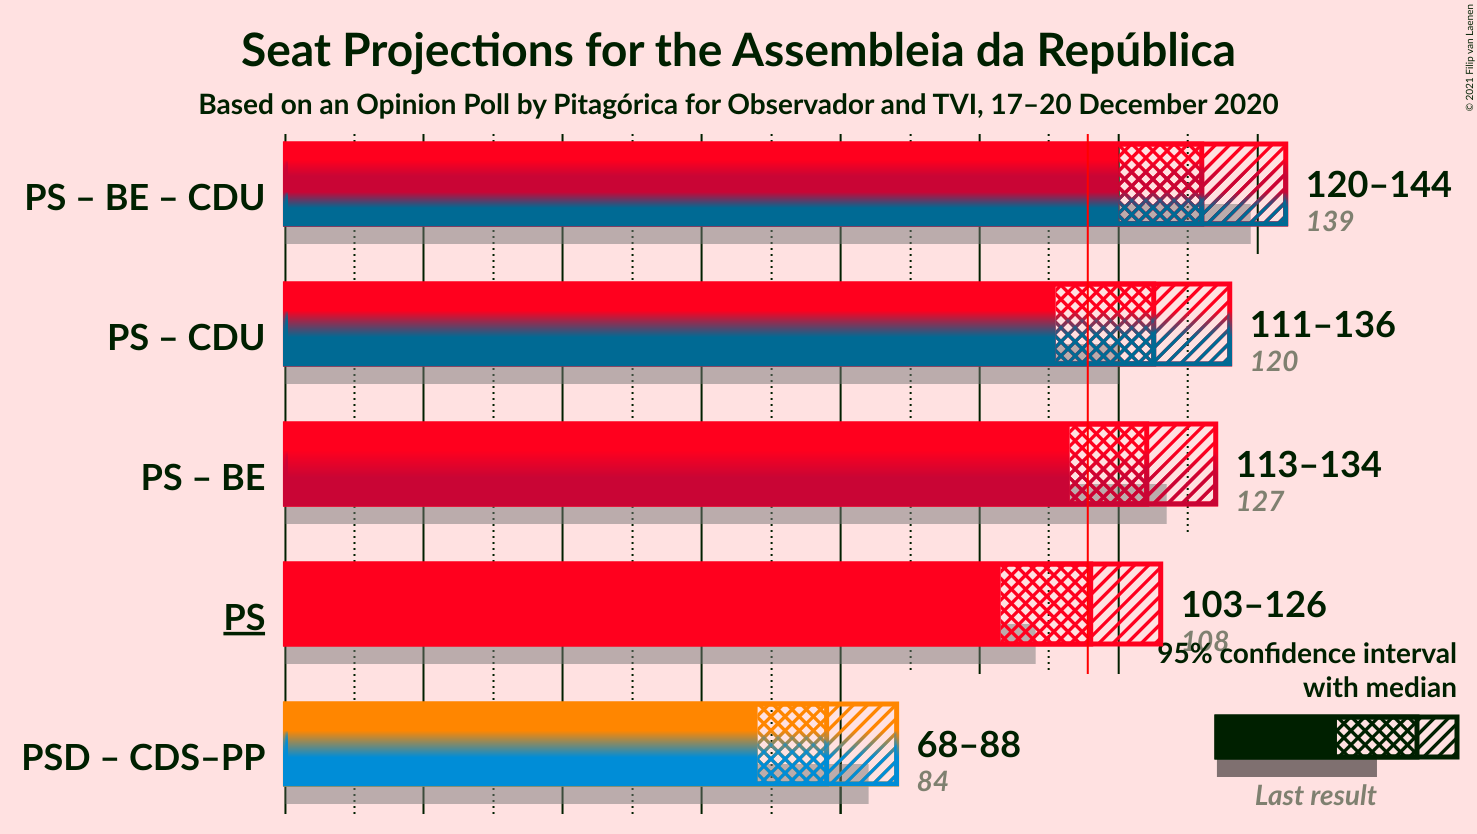 Seat Projections for the Assembleia da República
Based on an Opinion Poll by Pitagórica for Observador and TVI, 17–20 December 2020
© 2021 Filip van Laenen
PS – BE – CDU
120–144
139
PS – CDU
111–136
120
PS – BE
113–134
127
PS
103–126
108
95% confidence interval
with median
PSD – CDS–PP
68–88
84
Last result